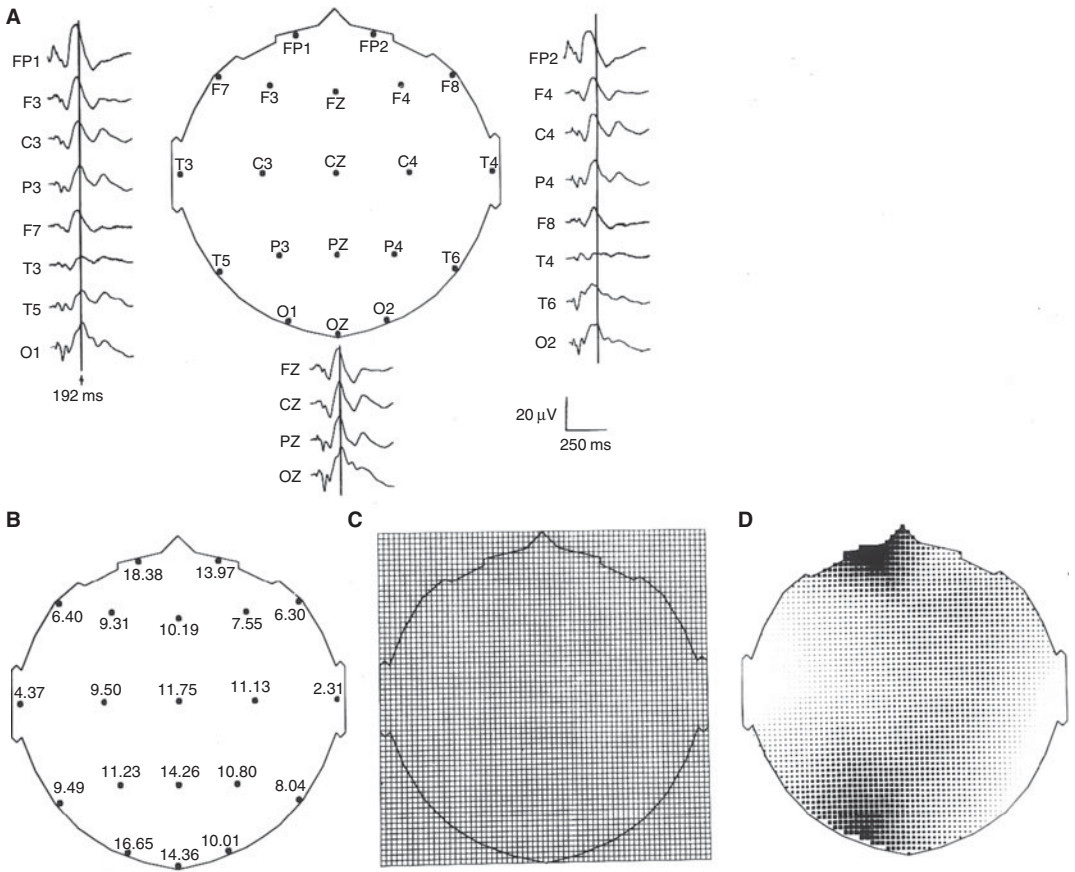 A
FP1
F3
C3
P3
F7
T3
T5
O1
192 ms
FP1 FP2
F7 F3 FZ F4 F8
T3 C3 CZ C4 T4
T5 P3 PZ P4 T6
O1 OZ O2
FZ
CZ
PZ
OZ
FP2
F4
C4
P4
F8
T4
T6
O2
20 μV
250 ms
B
18.38 13.97
6.40 9.31 10.19 7.55 6.30
4.37 9.50 11.75 11.13 2.31
9.49 11.23 14.26 10.80 8.04
16.65 14.36 10.01
C
D